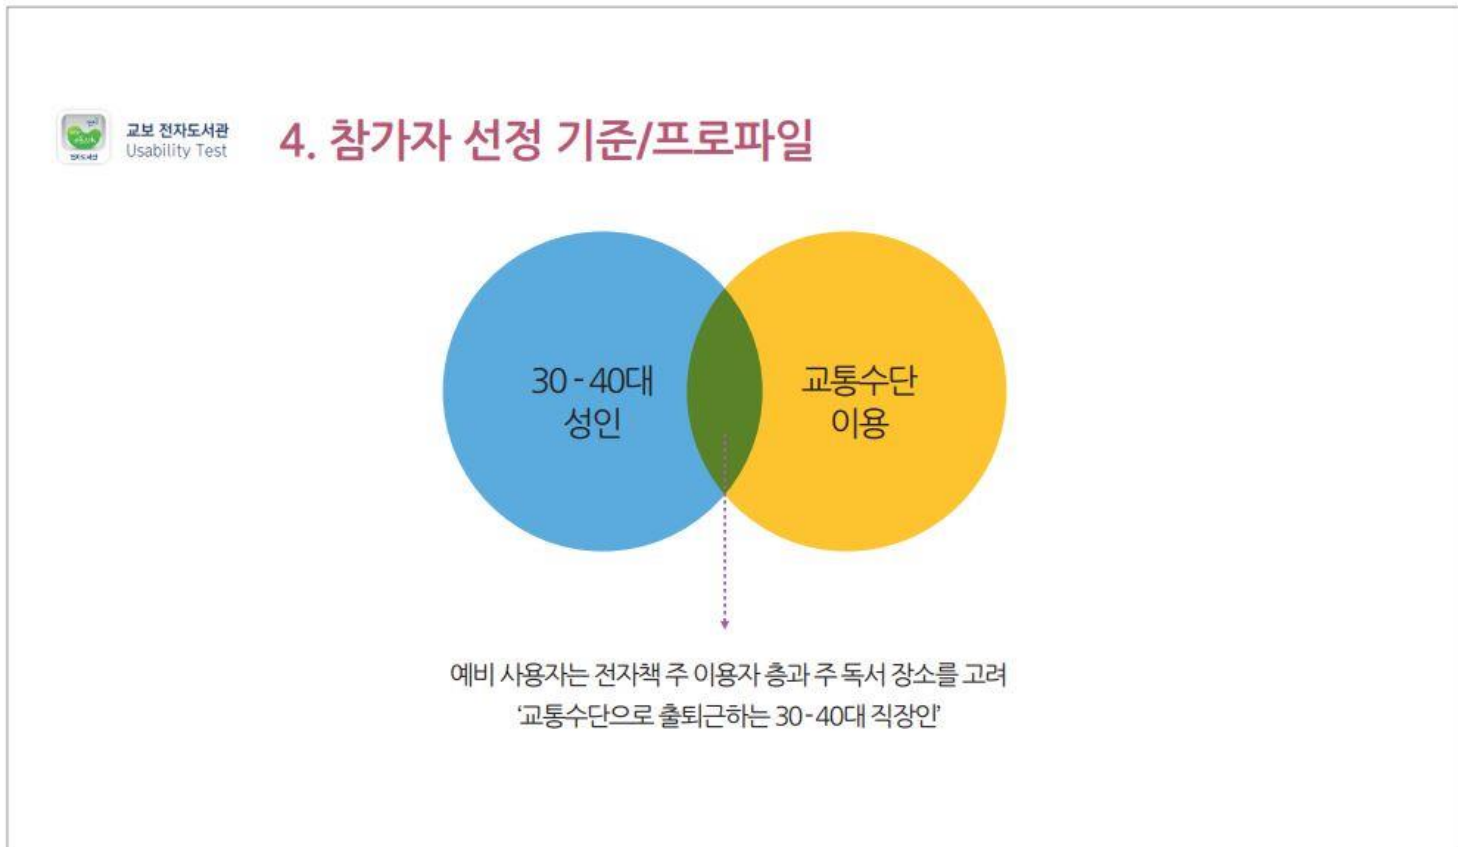 교보 전자도서관
Usability Test
4. 참가자 선정 기준/프로파일
30 - 40대
성인
교통수단
이용
예비 사용자는 전자책 주 이용자 층과 주 독서 장소를 고려
‘교통수단으로 출퇴근하는 30-40대 직장인’